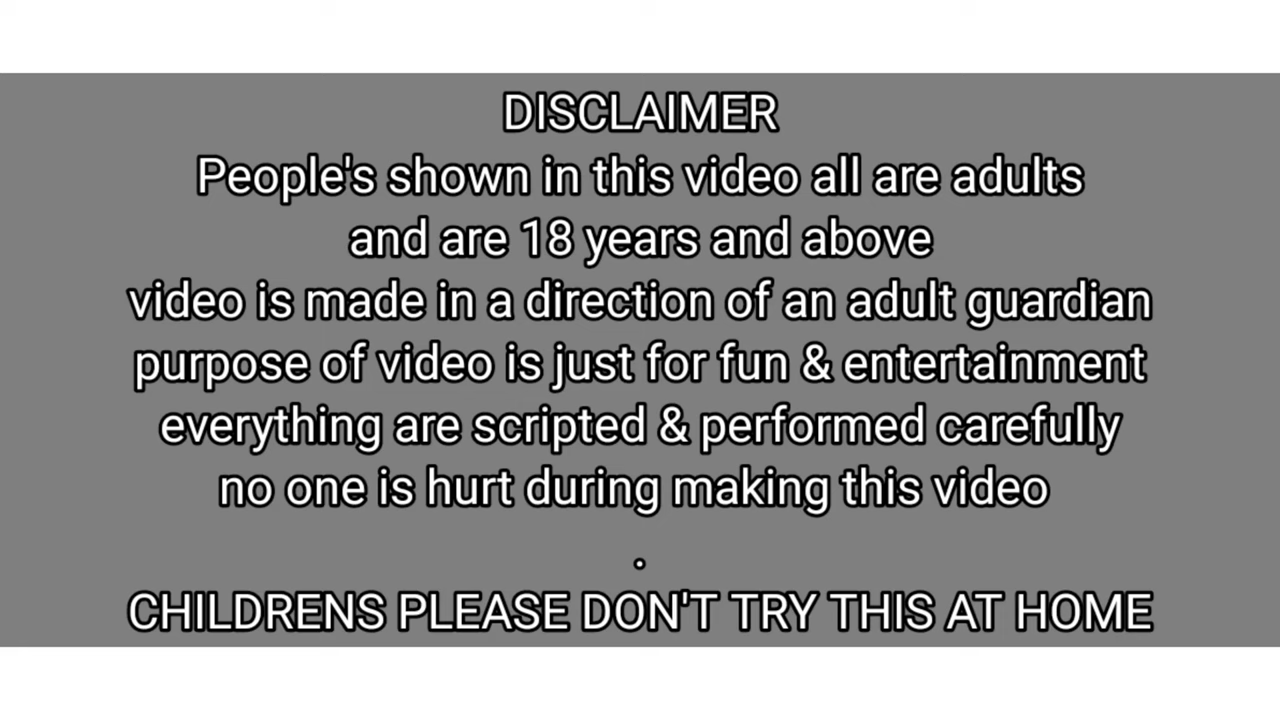 DISCLAIMER
People's shown in this video all are adults
and are 18 years and above
video is made in a direction of an adult guardian
purpose of video is just for fun & entertainment
everything are scripted & performed carefully
no one is hurt during making this video
.
CHILDRENS PLEASE DON'T TRY THIS AT HOME